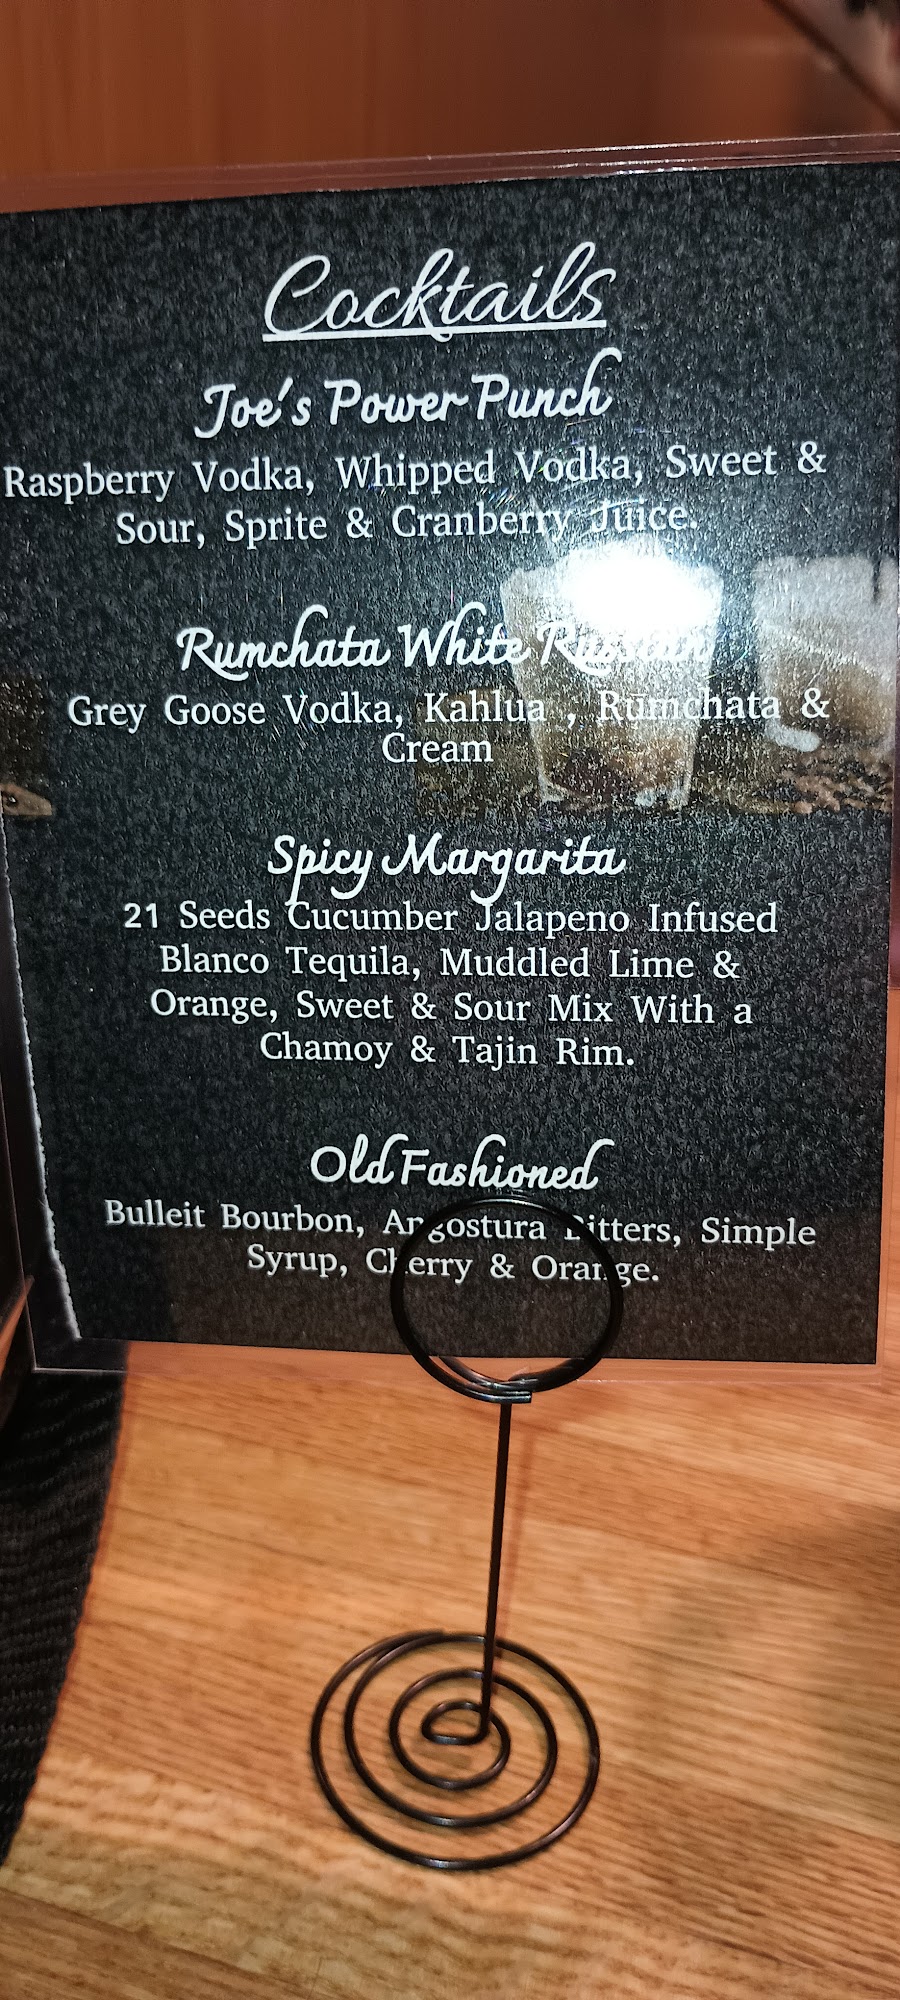 Cocktails
Joe's Power Punch
Raspberry Vodka, Whipped Vodka, Sweet &
Sour, Sprite & Cranberry Juice.
Rumchata White Russian
Grey Goose Vodka, Kahlua , Rumchata &
Cream
Spicy Margarita
21 Seeds Cucumber Jalapeno Infused
Blanco Tequila, Muddled Lime &
Orange, Sweet & Sour Mix With a
Chamoy & Tajin Rim.
Old Fashioned
Bulleit Bourbon, Angostura Bitters, Simple
Syrup, Cherry & Orange.